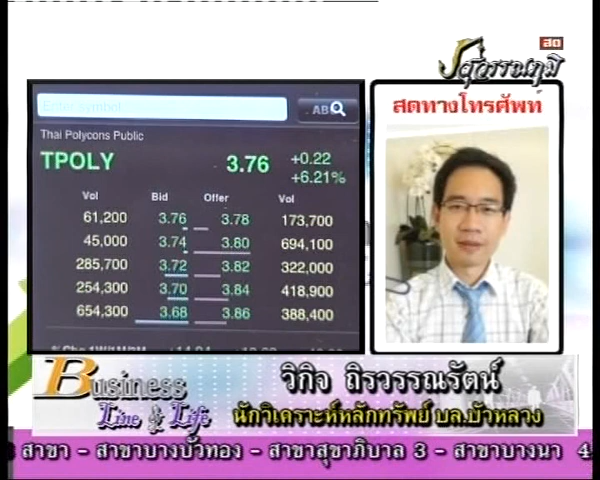 สด
สุวรรณภูมิ
Enter symbol
AB
Thai Polycons Public
TPOLY 3.76 +0.22
+6.21%
Vol Bid Offer Vol
61,200 3.76 3.78 173,700
45,000 3.74 3.80 694,100
285,700 3.72 3.82 322,000
254,300 3.70 3.84 418,900
654,300 3.68 3.86 388,400
สดทางโทรศัพท์
Business
Line & Life
วิกิจ ถิรวรรณรัตน์
นักวิเคราะห์หลักทรัพย์ บล.บัวหลวง
สาขา - สาขาบางบัวทอง - สาขาสุขาภิบาล 3 - สาขาบางนา 4